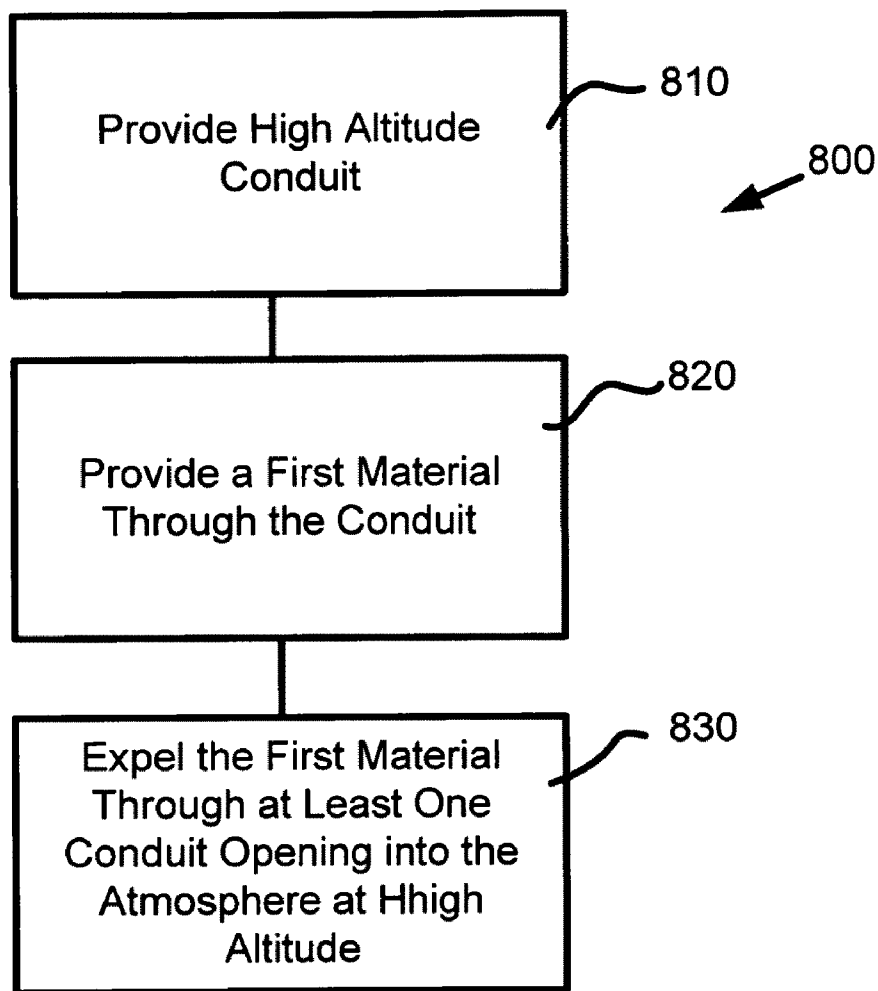 Provide High Altitude
Conduit
810
800
Provide a First Material
Through the Conduit
820
Expel the First Material
Through at Least One
Conduit Opening into the
Atmosphere at Hhigh
Altitude
830